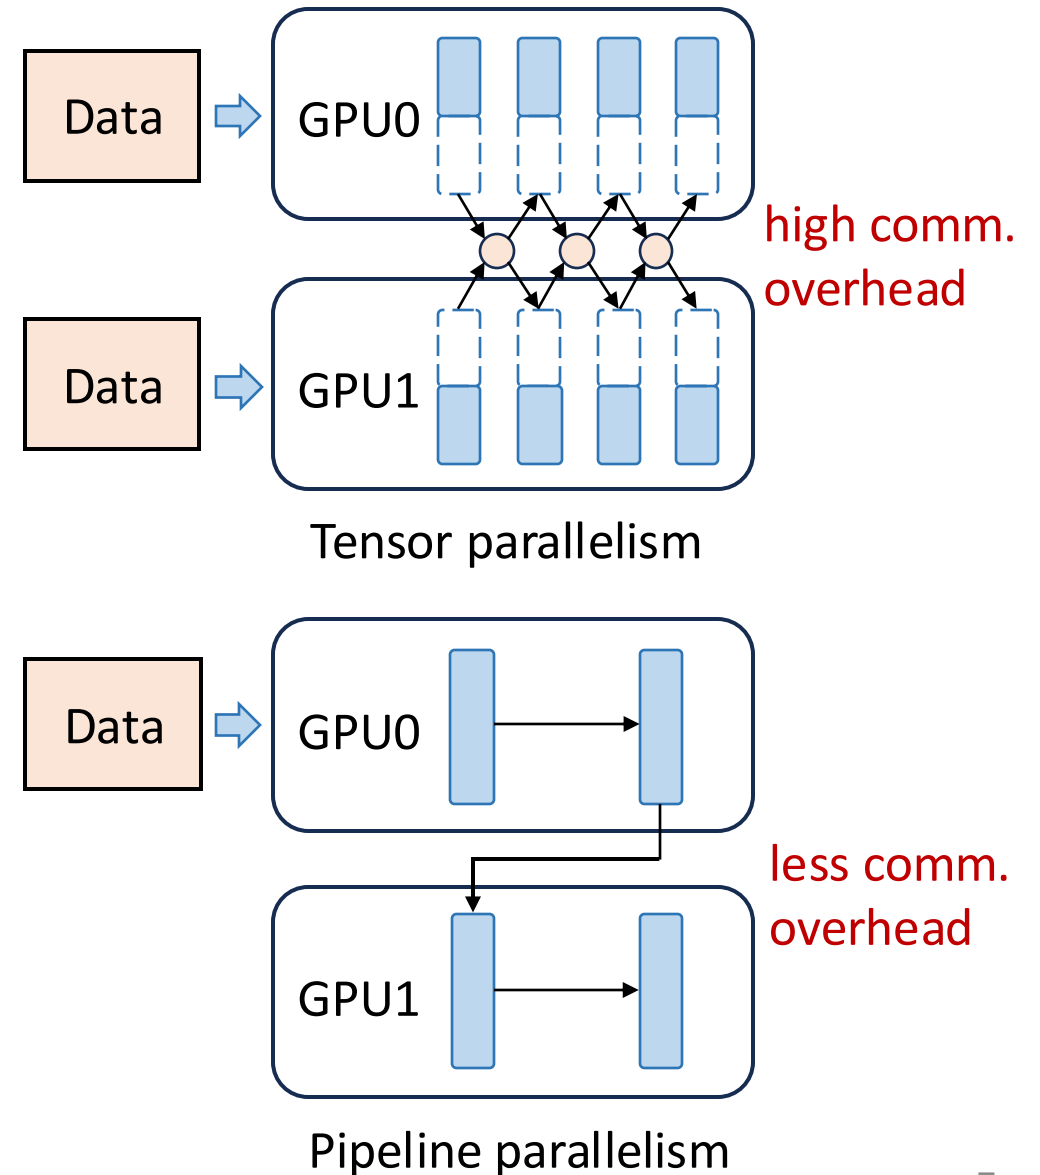 Data
GPU0
high comm.
overhead
Data
GPU1
Tensor parallelism
Data
GPU0
less comm.
overhead
GPU1
Pipeline parallelism